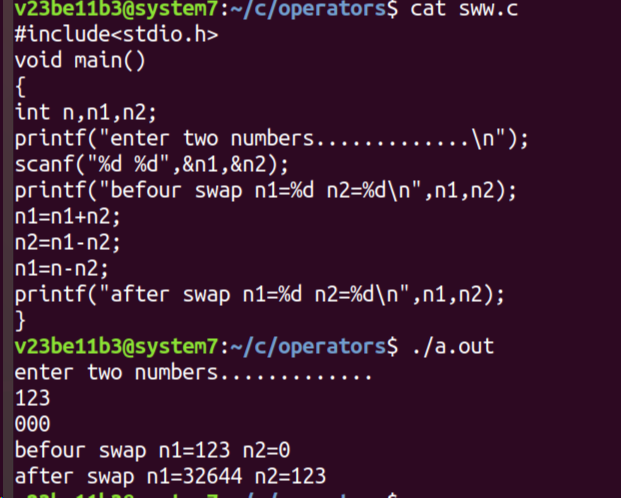 v23be11b3@system7:~/c/operators$ cat sww.c
#include<stdio.h>
void main()
{
int n,n1,n2;
printf("enter two numbers.............\n");
scanf("%d %d",&n1,&n2);
printf("befour swap n1=%d n2=%d\n",n1,n2);
n1=n1+n2;
n2=n1-n2;
n1=n-n2;
printf("after swap n1=%d n2=%d\n",n1,n2);
}
v23be11b3@system7:~/c/operators$ ./a.out
enter two numbers.............
123
000
befour swap n1=123 n2=0
after swap n1=32644 n2=123